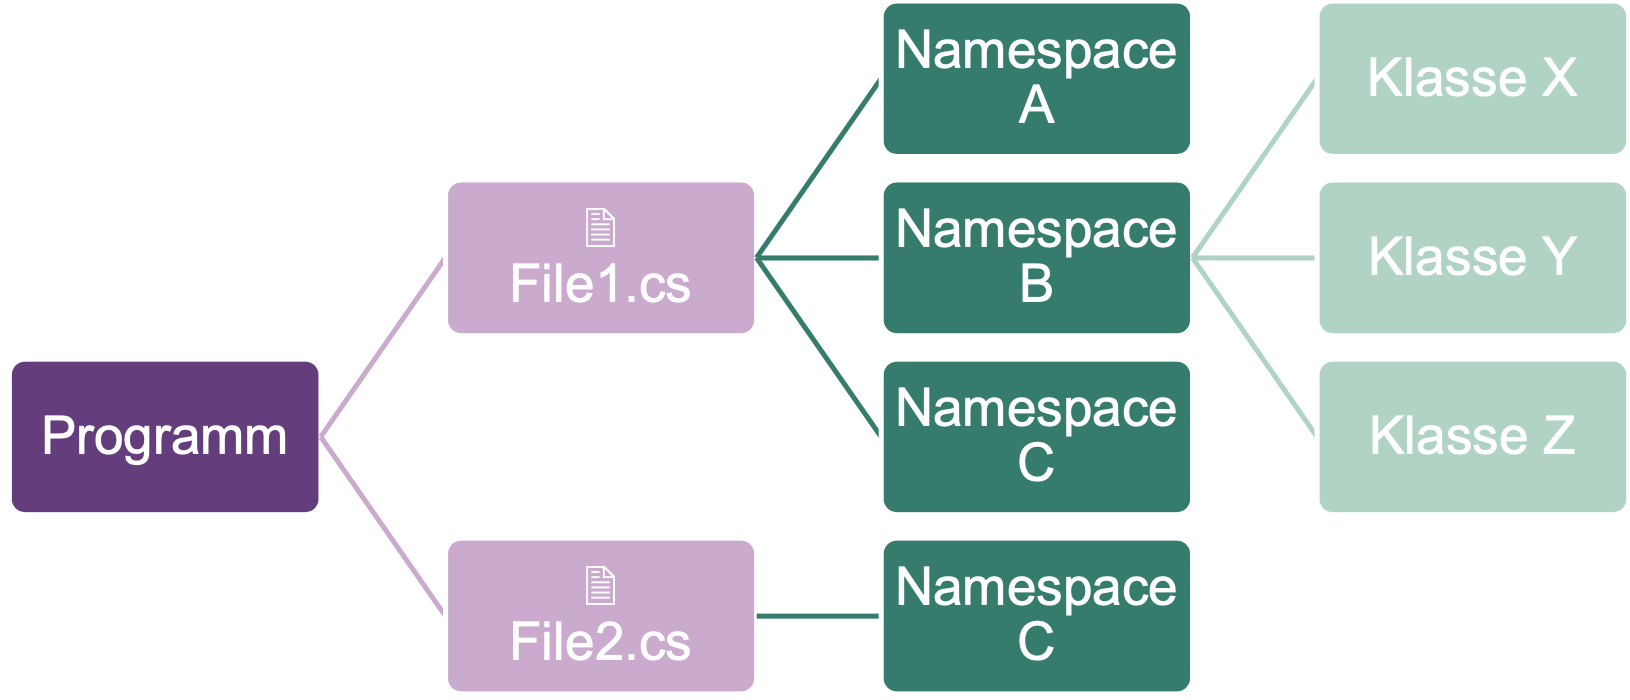 Programm
File1.cs
File2.cs
Namespace
A
Namespace
B
Namespace
C
Namespace
C
Klasse X
Klasse Y
Klasse Z